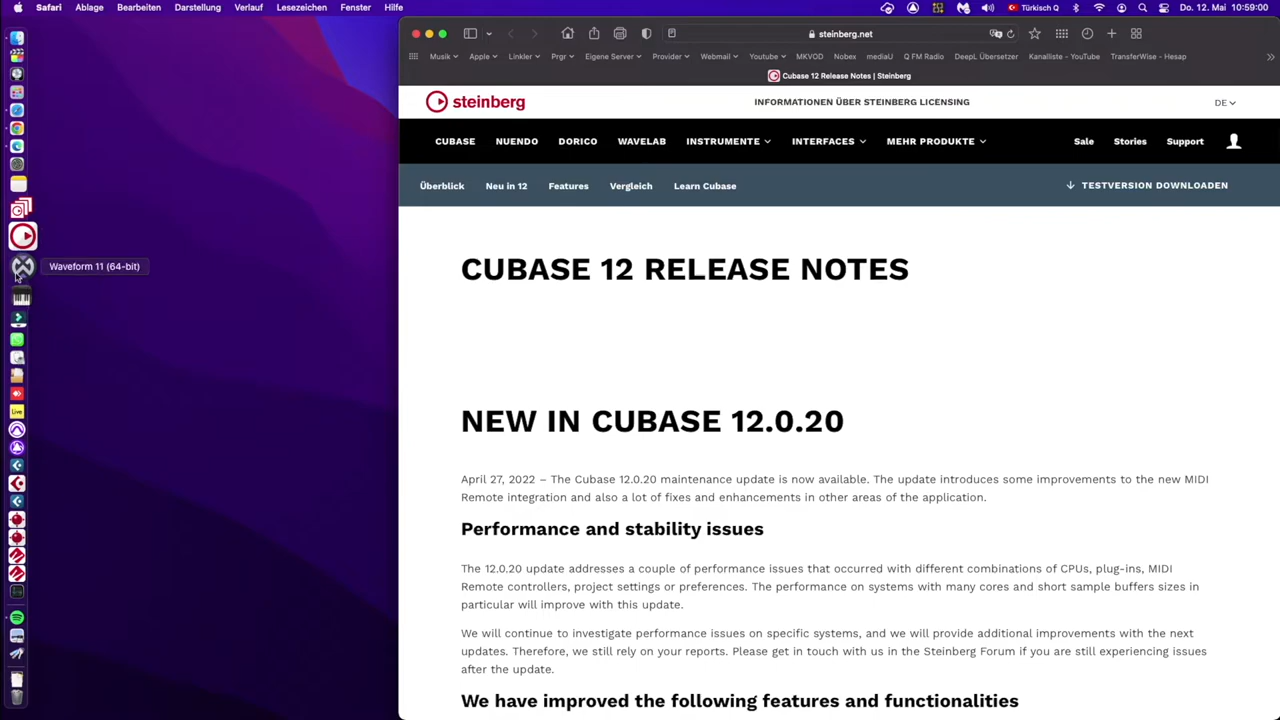 Safari Ablage Bearbeiten Darstellung Verlauf Lesezeichen Fenster Hilfe Türkisch Q Do. 12. Mai 10:59:00
steinberg.net
Musik Apple Linkler Prgr Eigene Server Provider Webmail Youtube MKVOD Nobex mediaU Q FM Radio DeepL Übersetzer Kanalliste - YouTube TransferWise - Hesap
Cubase 12 Release Notes | Steinberg
steinberg INFORMATIONEN ÜBER STEINBERG LICENSING DE
CUBASE NUENDO DORICO WAVELAB INSTRUMENTE INTERFACES MEHR PRODUKTE Sale Stories Support
Überblick Neu in 12 Features Vergleich Learn Cubase TESTVERSION DOWNLOADEN
Waveform 11 (64-bit)
CUBASE 12 RELEASE NOTES
Live
NEW IN CUBASE 12.0.20
April 27, 2022 – The Cubase 12.0.20 maintenance update is now available. The update introduces some improvements to the new MIDI
Remote integration and also a lot of fixes and enhancements in other areas of the application.
Performance and stability issues
The 12.0.20 update addresses a couple of performance issues that occurred with different combinations of CPUs, plug-ins, MIDI
Remote controllers, project settings or preferences. The performance on systems with many cores and short sample buffers sizes in
particular will improve with this update.
We will continue to investigate performance issues on specific systems, and we will provide additional improvements with the next
updates. Therefore, we still rely on your reports. Please get in touch with us in the Steinberg Forum if you are still experiencing issues
after the update.
We have improved the following features and functionalities